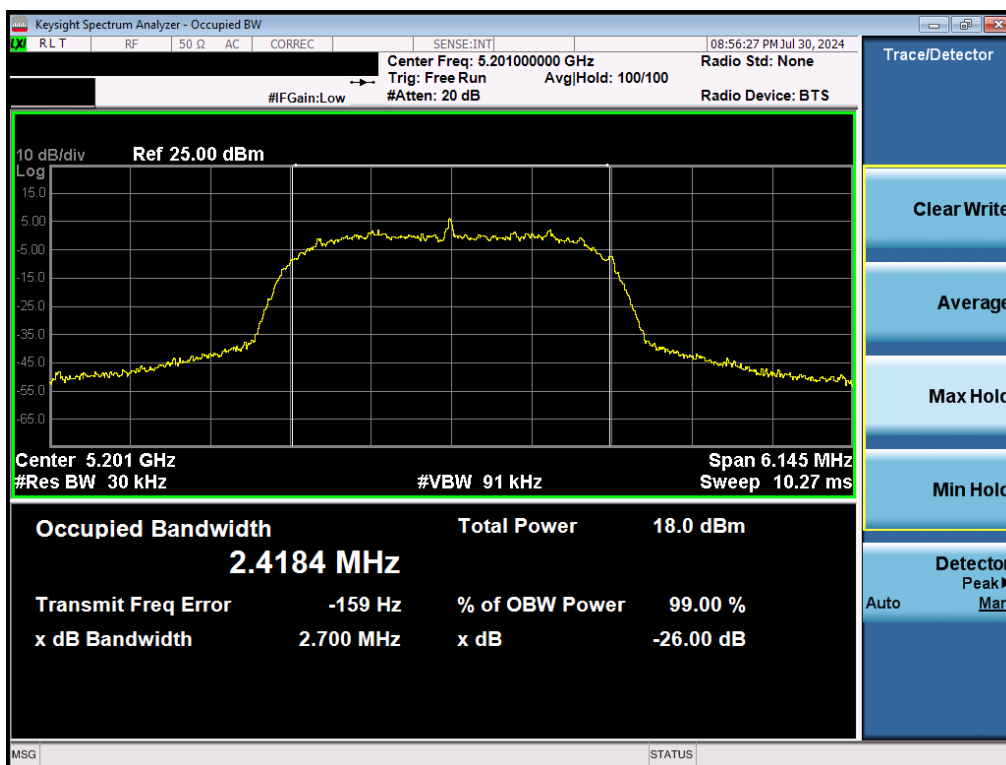 Keysight Spectrum Analyzer - Occupied BW
LXI RLT RF 50 Ω AC CORREC SENSE:INT 08:56:27 PM Jul 30, 2024
Center Freq: 5.201000000 GHz Radio Std: None
Trig: Free Run Avg|Hold: 100/100
#IFGain:Low #Atten: 20 dB Radio Device: BTS
10 dB/div Ref 25.00 dBm
Log
15.0
5.00
-5.00
-15.0
-25.0
-35.0
-45.0
-55.0
-65.0
Center 5.201 GHz Span 6.145 MHz
#Res BW 30 kHz #VBW 91 kHz Sweep 10.27 ms
Occupied Bandwidth Total Power 18.0 dBm
2.4184 MHz
Transmit Freq Error -159 Hz % of OBW Power 99.00 %
x dB Bandwidth 2.700 MHz x dB -26.00 dB
MSG STATUS
Trace/Detector
Clear Write
Average
Max Hold
Min Hold
Detector
Peak
Auto Man